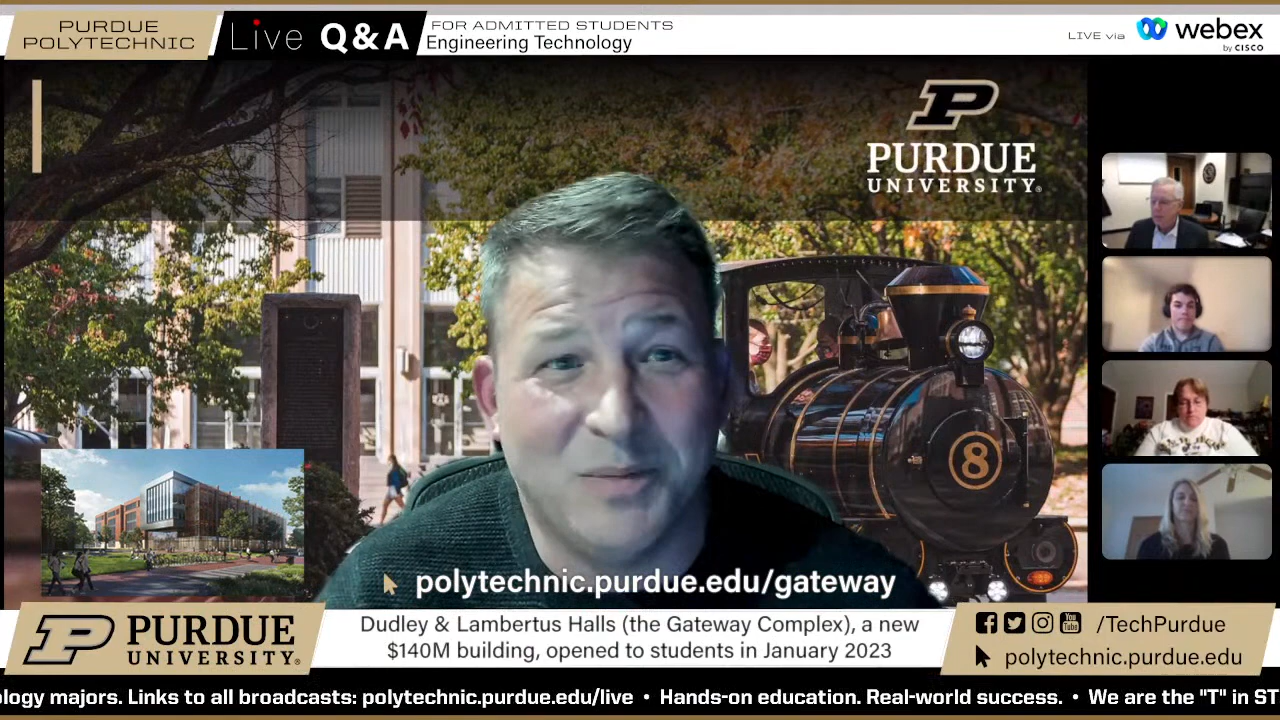 PURDUE
POLYTECHNIC
Live Q&A
FOR ADMITTED STUDENTS
Engineering Technology
LIVE via
webex
by CISCO
P
PURDUE
UNIVERSITY®
8
polytechnic.purdue.edu/gateway
P
PURDUE
UNIVERSITY®
Dudley & Lambertus Halls (the Gateway Complex), a new
$140M building, opened to students in January 2023
You
Tube
/TechPurdue
polytechnic.purdue.edu
ology majors. Links to all broadcasts: polytechnic.purdue.edu/live • Hands-on education. Real-world success. • We are the "T" in ST